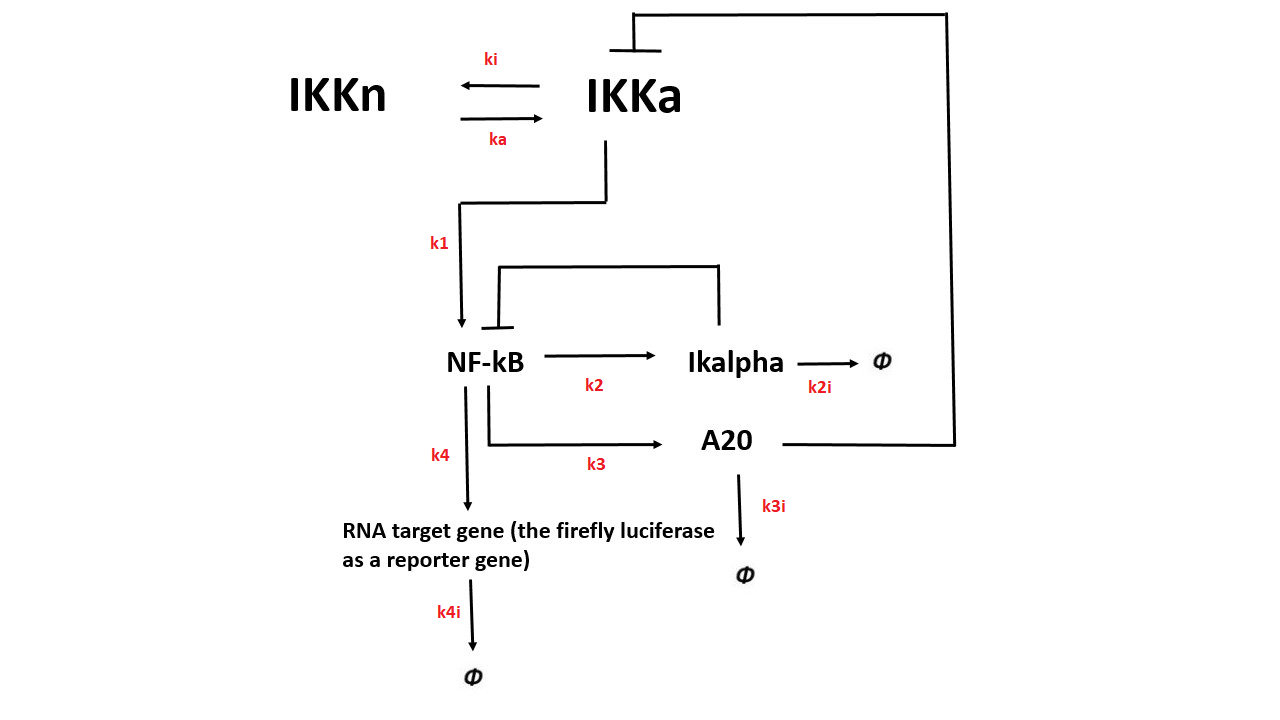 ki
IKKn
IKKa
ka
k1
NF-kB
Ikalpha
Φ
k2
k2i
A20
k4
k3
k3i
RNA target gene (the firefly luciferase
as a reporter gene)
Φ
k4i
Φ